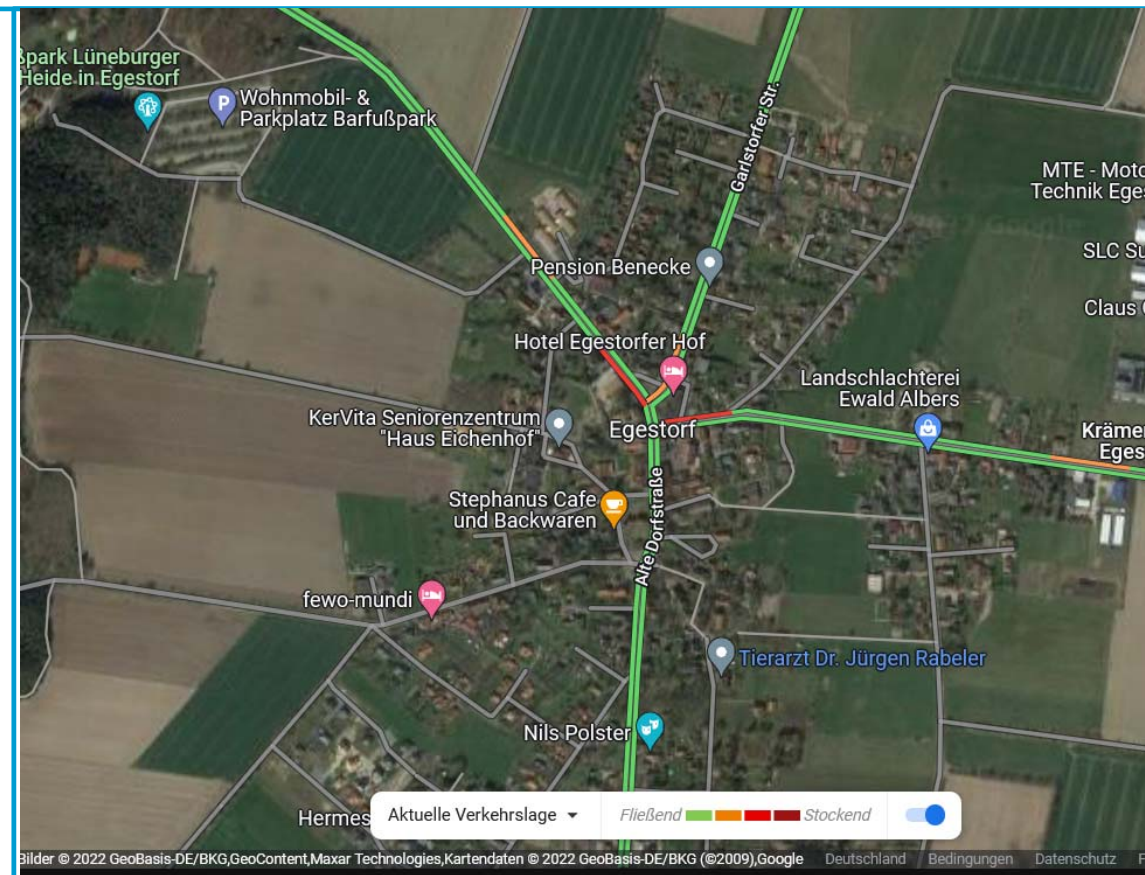 ßpark Lüneburger
Heide in Egestorf
P
Wohnmobil- &
Parkplatz Barfußpark
Garlstorfer Str.
MTE - Moto
Technik Eges
SLC Su
Pension Benecke
Claus
Hotel Egestorfer Hof
Landschlachterei
Ewald Albers
KerVita Seniorenzentrum
"Haus Eichenhof"
Egestorf
Krämer
Eges
Stephanus Cafe
und Backwaren
Alte Dorfstraße
fewo-mundi
Tierarzt Dr. Jürgen Rabeler
Nils Polster
Hermes
Aktuelle Verkehrslage
Fließend
Stockend
Bilder © 2022 GeoBasis-DE/BKG,GeoContent,Maxar Technologies,Kartendaten © 2022 GeoBasis-DE/BKG (©2009),Google
Deutschland
Bedingungen
Datenschutz
F